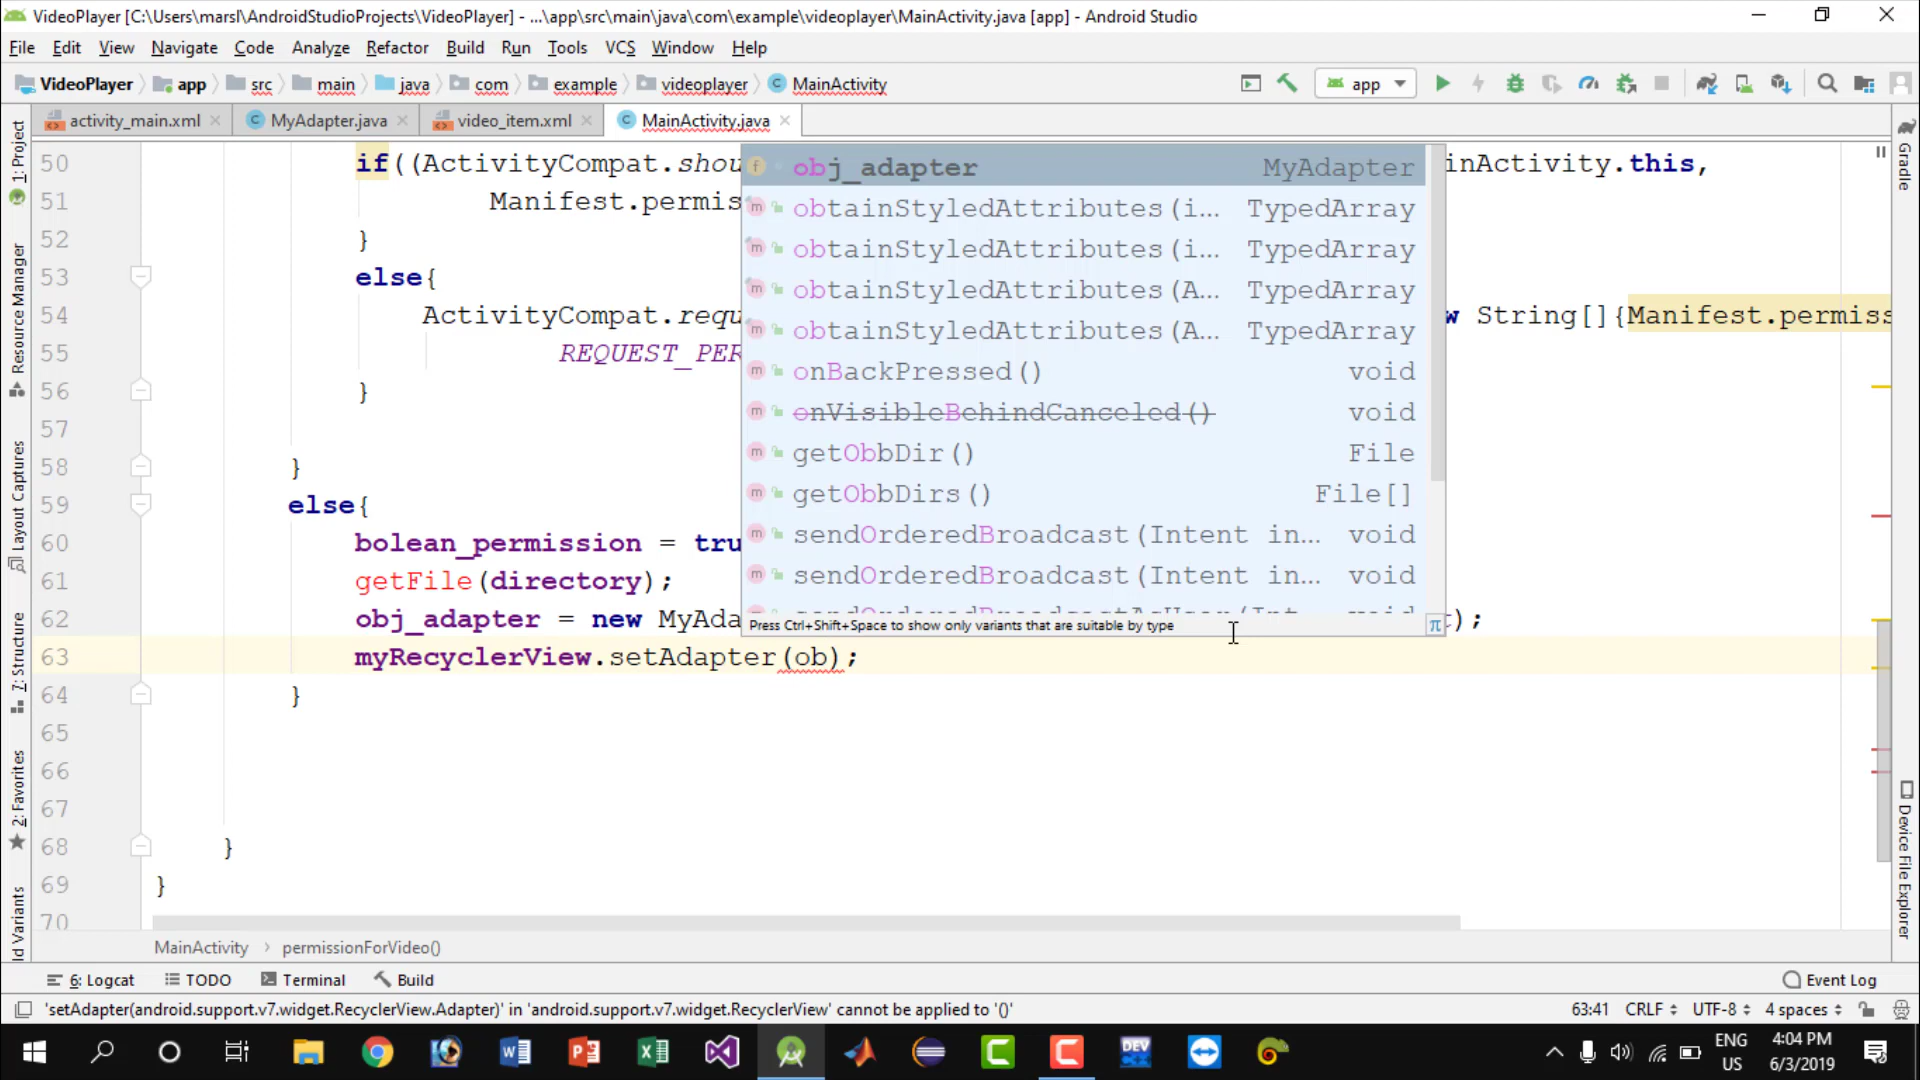 VideoPlayer [C:\Users\marsl\AndroidStudioProjects\VideoPlayer] - ...\app\src\main\java\com\example\videoplayer\MainActivity.java [app] - Android Studio
File Edit View Navigate Code Analyze Refactor Build Run Tools VCS Window Help
VideoPlayer app src main java com example videoplayer MainActivity app
activity_main.xml MyAdapter.java video_item.xml MainActivity.java
1: Project
Resource Manager
Layout Captures
7: Structure
2: Favorites
ld Variants
Gradle
Device File Explorer
50 if((ActivityCompat.shou inActivity.this,
51 Manifest.permis
52 }
53 else{
54 ActivityCompat.requ w String[]{Manifest.permiss
55 REQUEST_PER
56 }
57
58 }
59 else{
60 bolean_permission = tru
61 getFile(directory);
62 obj_adapter = new MyAda );
63 myRecyclerView.setAdapter(ob);
64 }
65
66
67
68 }
69 }
70
obj_adapter MyAdapter
obtainStyledAttributes(i... TypedArray
obtainStyledAttributes(i... TypedArray
obtainStyledAttributes(A... TypedArray
obtainStyledAttributes(A... TypedArray
onBackPressed() void
onVisibleBehindCanceled() void
getObbDir() File
getObbDirs() File[]
sendOrderedBroadcast(Intent in... void
sendOrderedBroadcast(Intent in... void
sendOrderedBroadcastAsUser(Int... void
Press Ctrl+Shift+Space to show only variants that are suitable by type π
MainActivity › permissionForVideo()
6: Logcat TODO Terminal Build Event Log
'setAdapter(android.support.v7.widget.RecyclerView.Adapter)' in 'android.support.v7.widget.RecyclerView' cannot be applied to '()' 63:41 CRLF UTF-8 4 spaces
ENG
US
4:04 PM
6/3/2019
DEV